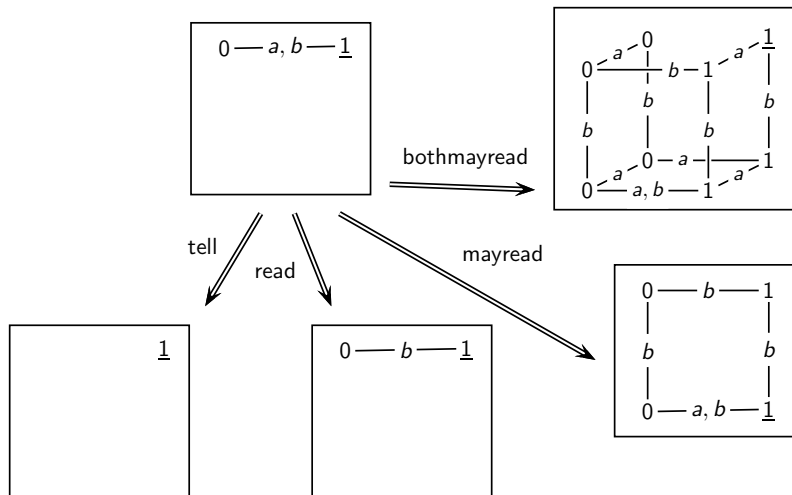 0 a, b 1
bothmayread
0 a 0 a 1
0 b 1
b b b b
0 a 0 a 1
0 a, b 1 a
tell
read
mayread
1
0 b 1
0 b 1
b b
0 a, b 1